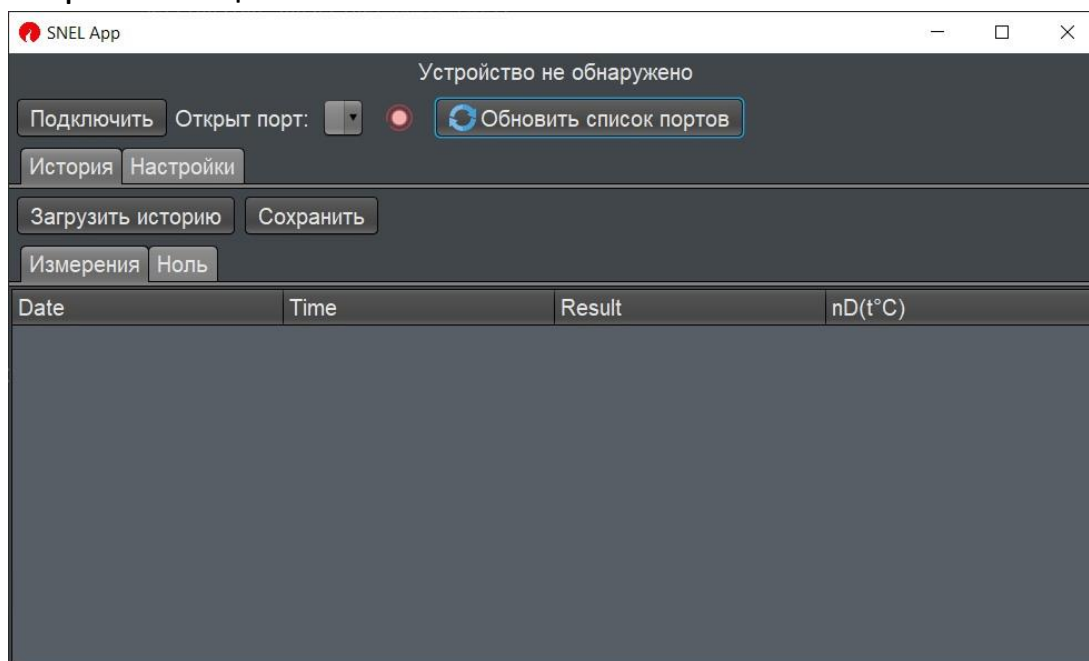 SNEL App
Устройство не обнаружено
Подключить Открыт порт: Обновить список портов
История Настройки
Загрузить историю Сохранить
Измерения Ноль
Date Time Result nD(t°C)